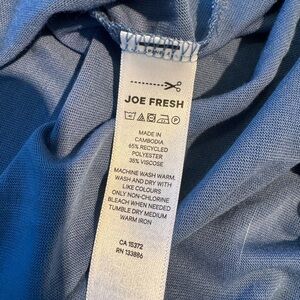 JOE FRESH
MADE IN
CAMBODIA
65% RECYCLED
POLYESTER
35% VISCOSE
MACHINE WASH WARM.
WASH AND DRY WITH
LIKE COLOURS
ONLY NON-CHLORINE
BLEACH WHEN NEEDED
TUMBLE DRY MEDIUM
WARM IRON
CA 15372
RN 133886